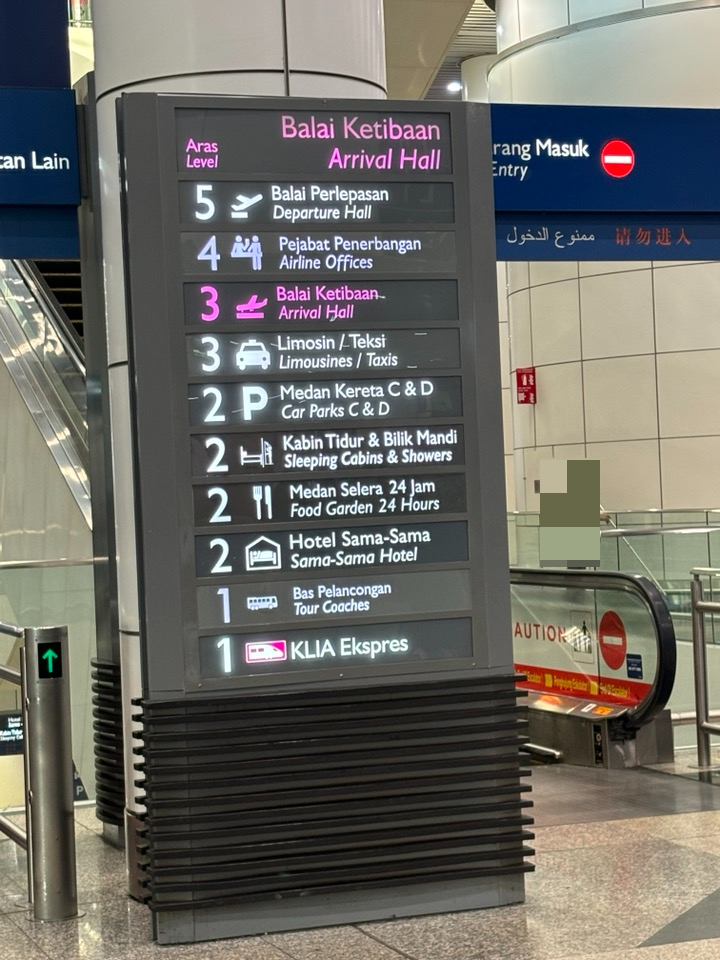 Balai Ketibaan
Aras
Level
Arrival Hall
5
Balai Perlepasan
Departure Hall
4
Pejabat Penerbangan
Airline Offices
3
Balai Ketibaan
Arrival Hall
3
Limosin / Teksi
Limousines / Taxis
2
P
Medan Kereta C & D
Car Parks C & D
2
Kabin Tidur & Bilik Mandi
Sleeping Cabins & Showers
2
Medan Selera 24 Jam
Food Garden 24 Hours
2
Hotel Sama-Sama
Sama-Sama Hotel
1
Bas Pelancongan
Tour Coaches
1
KLIA Ekspres
Lain
Masuk
Entry
ممنوع الدخول
请勿进入
AUTION